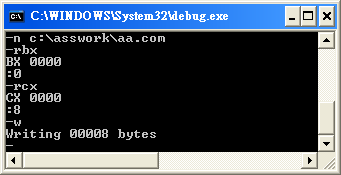 C:\WINDOWS\System32\debug.exe
-n c:\asswork\aa.com
-rbx
BX 0000
:0
-rcx
CX 0000
:8
-w
Writing 00008 bytes
-